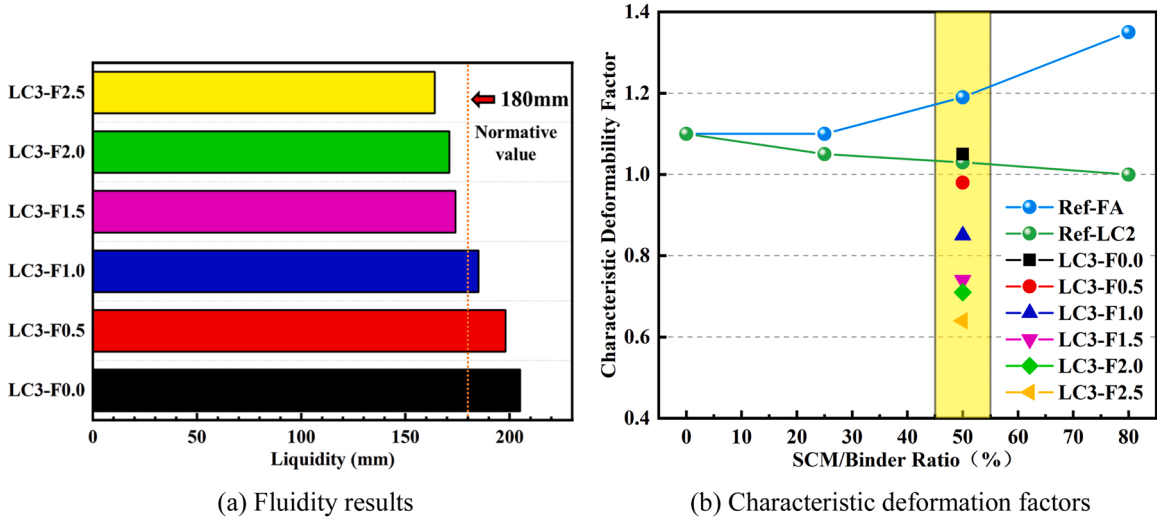 LC3-F2.5
LC3-F2.0
LC3-F1.5
LC3-F1.0
LC3-F0.5
LC3-F0.0
180mm
Normative
value
0 50 100 150 200
Liquidity (mm)
(a) Fluidity results
Characteristic Deformability Factor
1.4
1.2
1.0
0.8
0.6
0.4
Ref-FA
Ref-LC2
LC3-F0.0
LC3-F0.5
LC3-F1.0
LC3-F1.5
LC3-F2.0
LC3-F2.5
0 10 20 30 40 50 60 70 80
SCM/Binder Ratio（%）
(b) Characteristic deformation factors